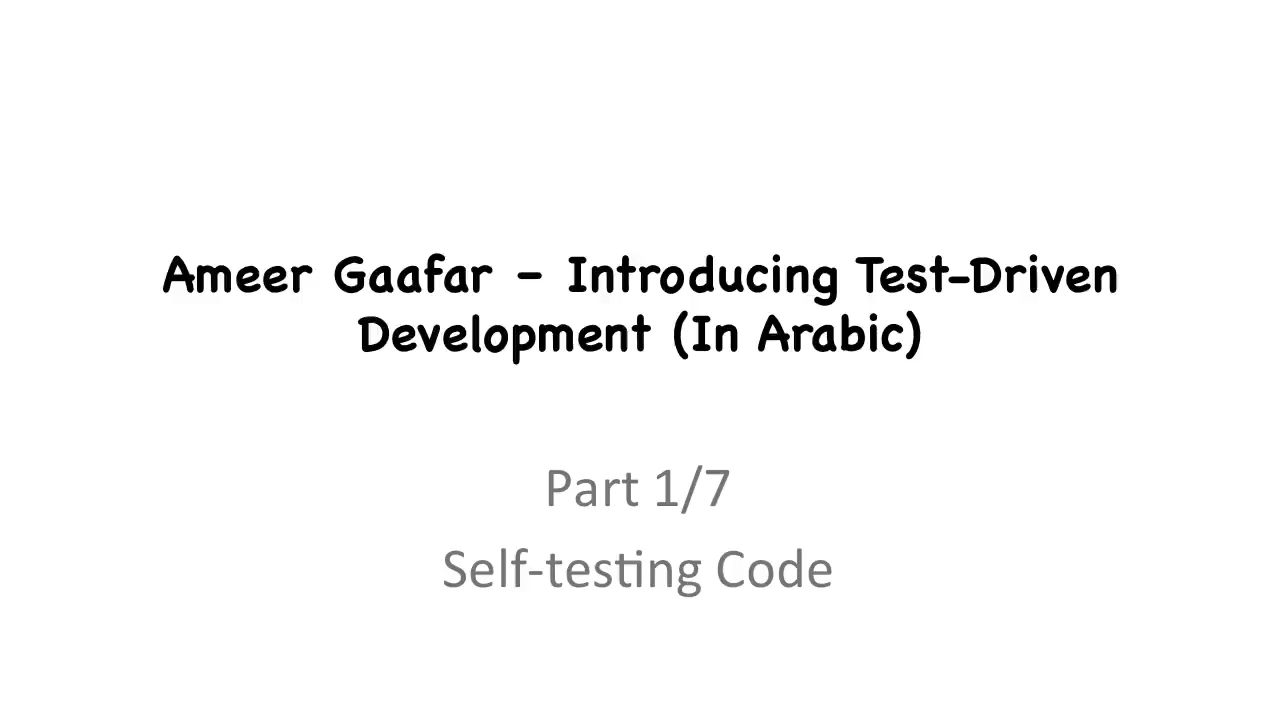 Ameer Gaafar – Introducing Test-Driven
Development (In Arabic)
Part 1/7
Self-testing Code